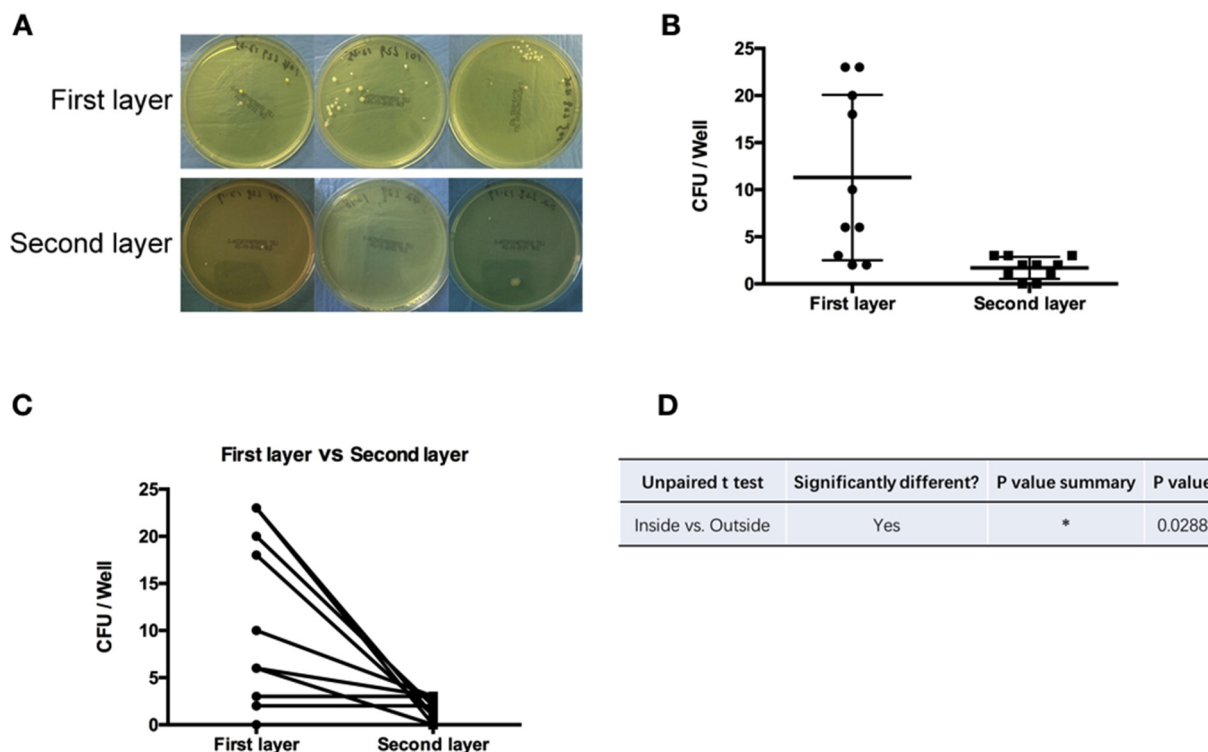 A
First layer
Second layer
B
CFU / Well
25
20
15
10
5
0
First layer
Second layer
C
First layer vs Second layer
CFU / Well
25
20
15
10
5
0
First layer
Second layer
D
Unpaired t test Significantly different? P value summary P value
Inside vs. Outside Yes * 0.0288